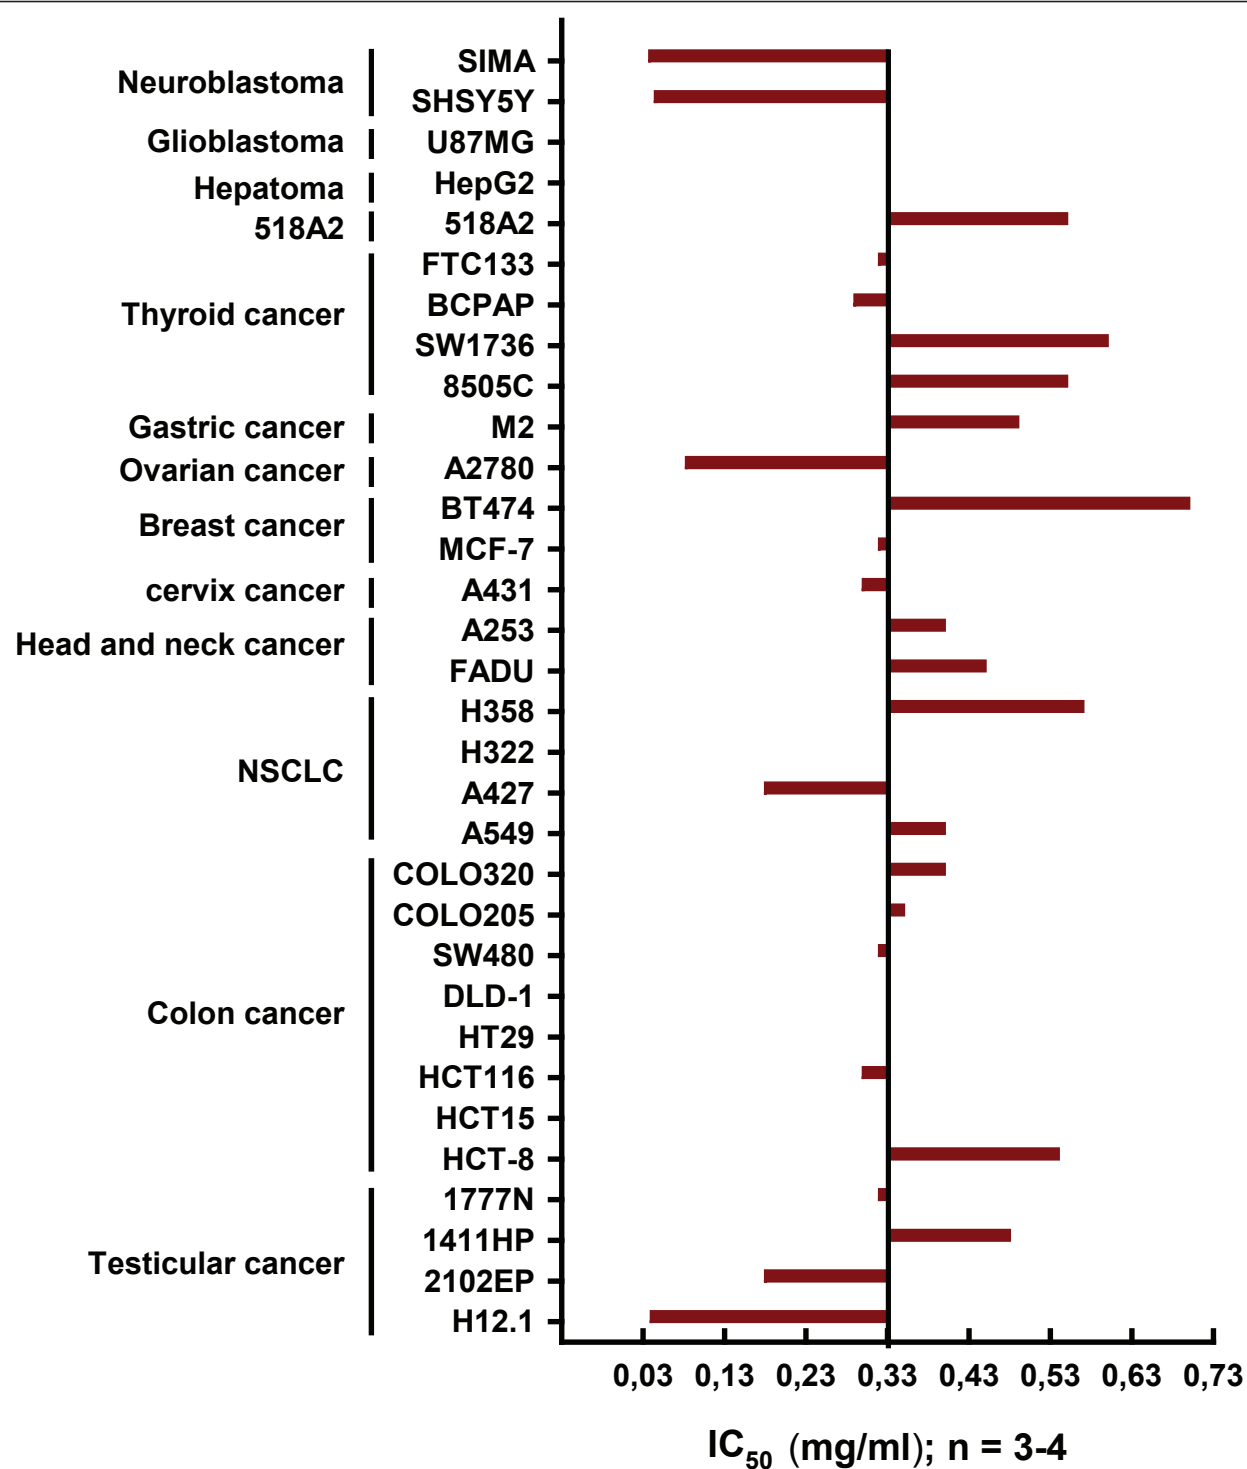 Neuroblastoma
SIMA
SHSY5Y
Glioblastoma
U87MG
Hepatoma
HepG2
518A2
518A2
Thyroid cancer
FTC133
BCPAP
SW1736
8505C
Gastric cancer
M2
Ovarian cancer
A2780
Breast cancer
BT474
MCF-7
cervix cancer
A431
Head and neck cancer
A253
FADU
NSCLC
H358
H322
A427
A549
Colon cancer
COLO320
COLO205
SW480
DLD-1
HT29
HCT116
HCT15
HCT-8
Testicular cancer
1777N
1411HP
2102EP
H12.1
0,03 0,13 0,23 0,33 0,43 0,53 0,63 0,73
IC50 (mg/ml); n = 3-4